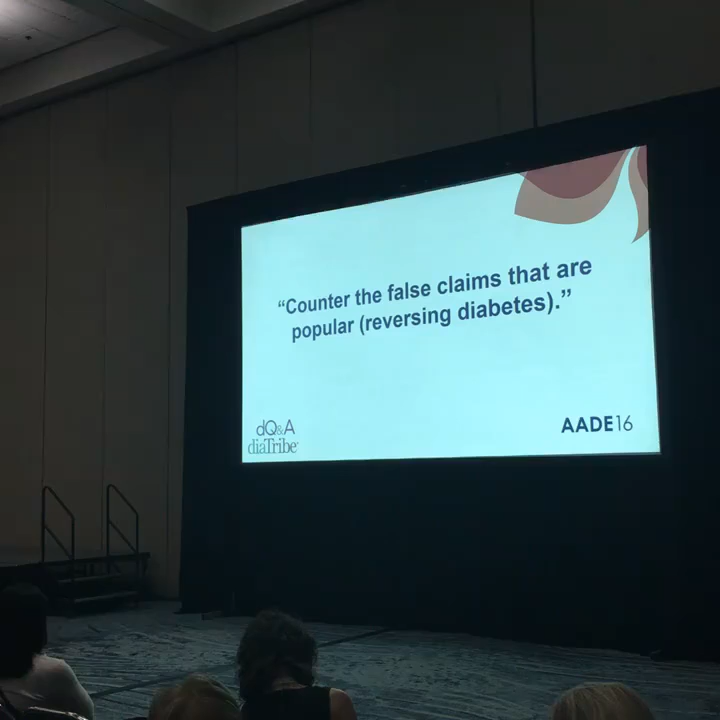 “Counter the false claims that are
popular (reversing diabetes).”
dQ&A
diaTribe
AADE16